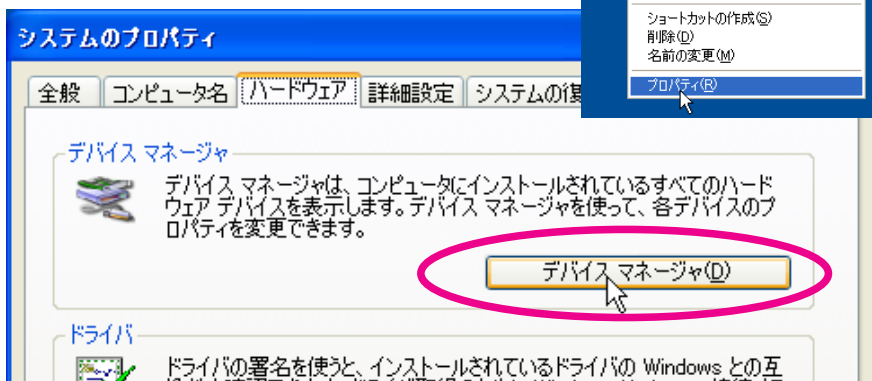 ショートカットの作成(S)
削除(D)
名前の変更(M)
プロパティ(R)
システムのプロパティ
全般 コンピュータ名 ハードウェア 詳細設定 システムの復
デバイス マネージャ
デバイス マネージャは、コンピュータにインストールされているすべてのハード
ウェア デバイスを表示します。デバイス マネージャを使って、各デバイスのプ
ロパティを変更できます。
デバイス マネージャ(D)
ドライバ
ドライバの署名を使うと、インストールされているドライバの Windows との互